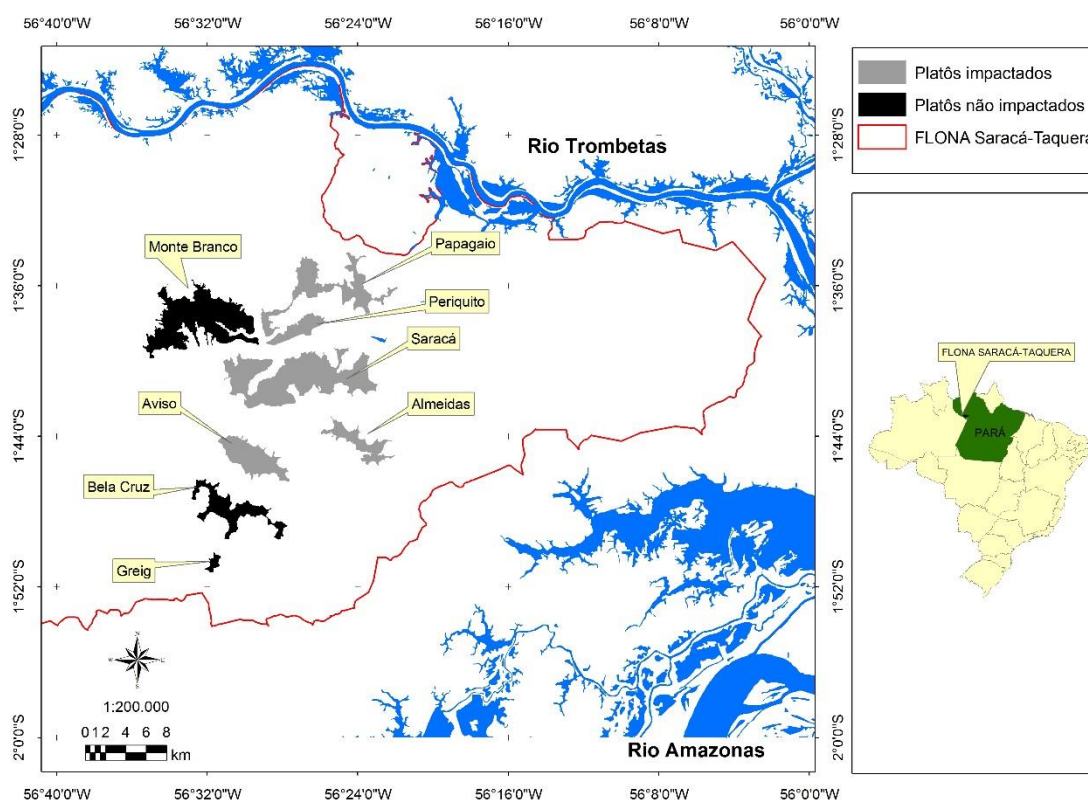 56°40'0"W 56°32'0"W 56°24'0"W 56°16'0"W 56°8'0"W 56°0'0"W
1°28'0"S
1°36'0"S
1°44'0"S
1°52'0"S
2°0'0"S
Rio Trombetas
Monte Branco
Papagaio
Periquito
Saracá
Aviso
Almeidas
Bela Cruz
Greig
N
1:200.000
0 1 2 4 6 8
km
Rio Amazonas
1°28'0"S
1°36'0"S
1°44'0"S
1°52'0"S
2°0'0"S
56°40'0"W 56°32'0"W 56°24'0"W 56°16'0"W 56°8'0"W 56°0'0"W
Platôs impactados
Platôs não impactados
FLONA Saracá-Taquera
FLONA SARACÁ-TAQUERA
PARÁ